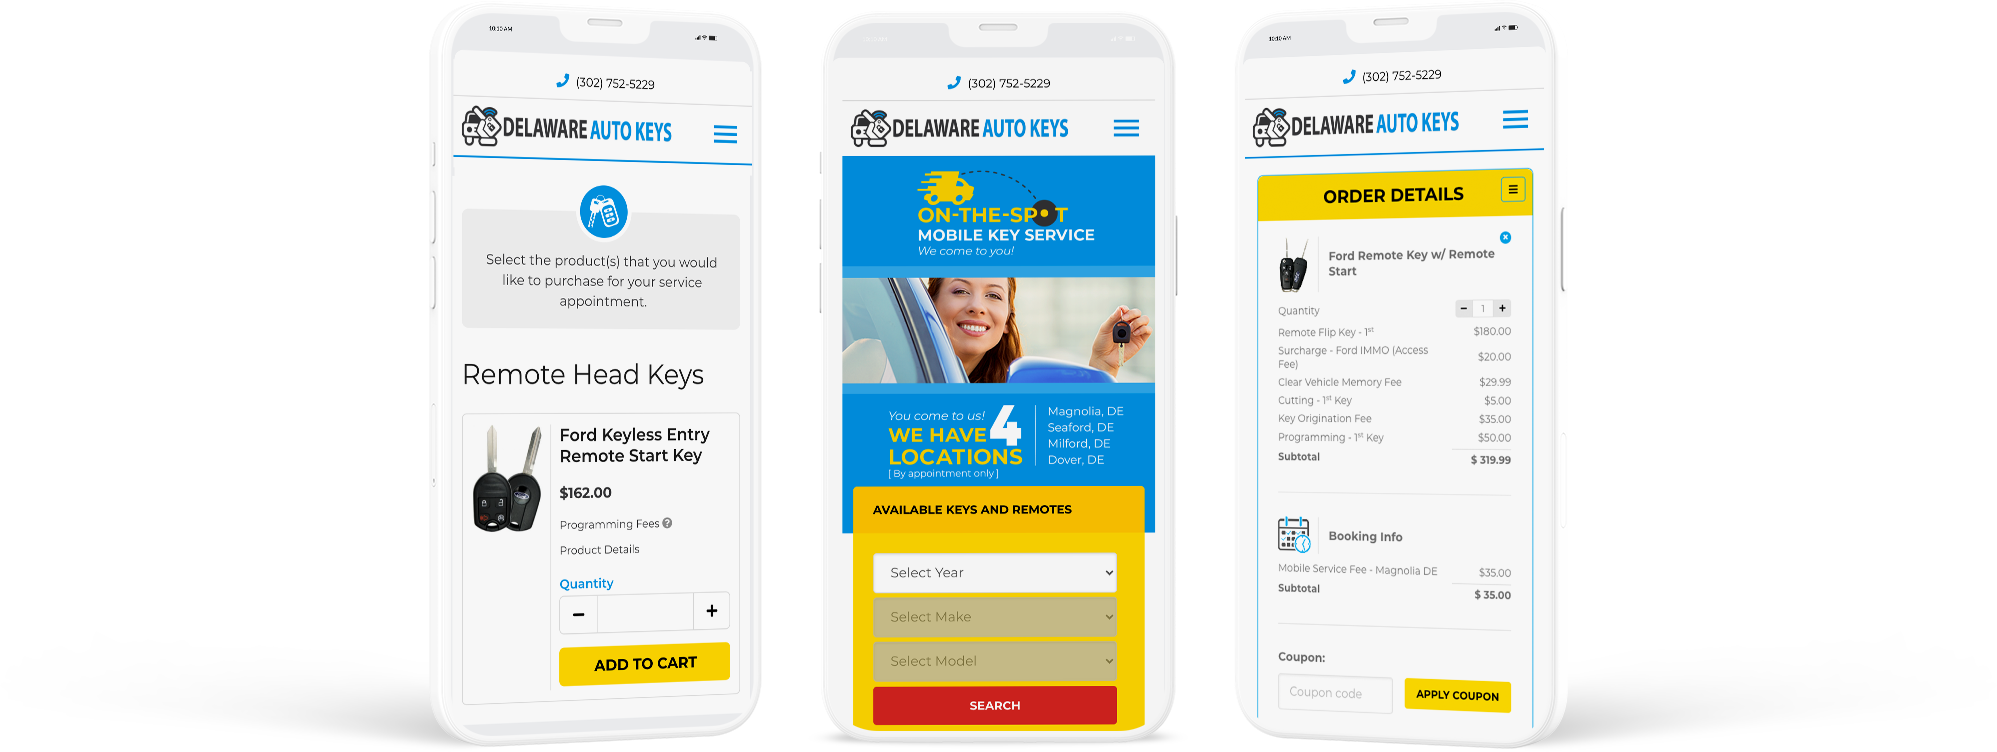 10:10 AM
(302) 752-5229
DELAWARE AUTO KEYS
Select the product(s) that you would
like to purchase for your service
appointment.
Remote Head Keys
Ford Keyless Entry
Remote Start Key
$162.00
Programming Fees ?
Product Details
Quantity
− +
ADD TO CART
(302) 752-5229
DELAWARE AUTO KEYS
ON-THE-SPOT
MOBILE KEY SERVICE
We come to you!
You come to us!
WE HAVE 4
LOCATIONS
[ By appointment only ]
Magnolia, DE
Seaford, DE
Milford, DE
Dover, DE
AVAILABLE KEYS AND REMOTES
Select Year
Select Make
Select Model
SEARCH
10:10 AM
(302) 752-5229
DELAWARE AUTO KEYS
ORDER DETAILS
Ford Remote Key w/ Remote
Start
Quantity − 1 +
Remote Flip Key - 1st $180.00
Surcharge - Ford IMMO (Access
Fee) $20.00
Clear Vehicle Memory Fee $29.99
Cutting - 1st Key $5.00
Key Origination Fee $35.00
Programming - 1st Key $50.00
Subtotal $ 319.99
Booking Info
Mobile Service Fee - Magnolia DE $35.00
Subtotal $ 35.00
Coupon:
Coupon code
APPLY COUPON